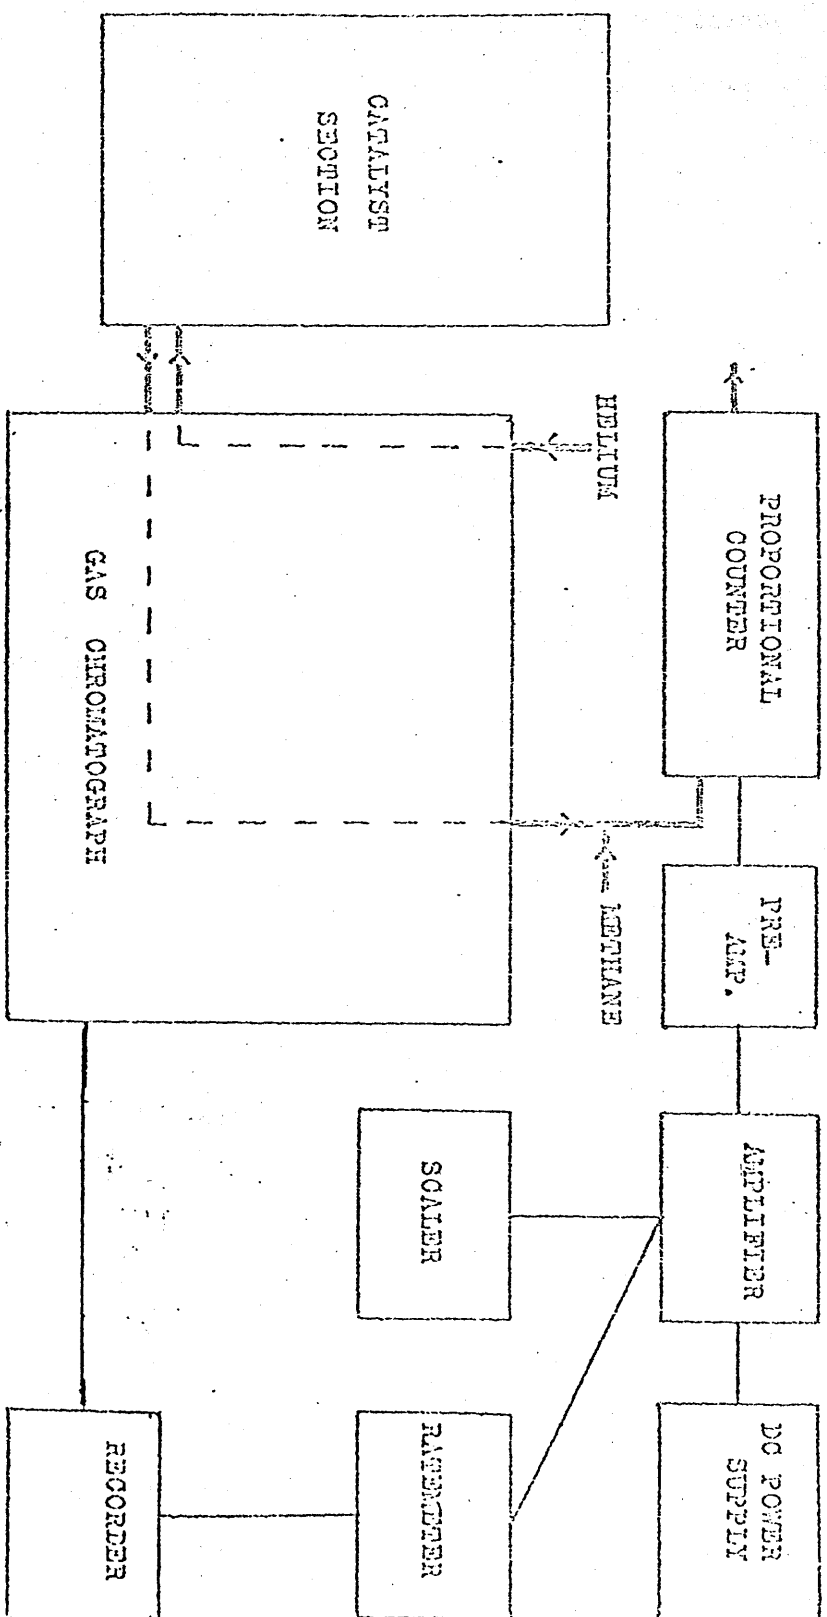 PROPORTIONAL
COUNTER
PRE-
AMP.
AMPLIFIER
DC POWER
SUPPLY
HELIUM
METHANE
CATALYST
SECTION
SCALER
RATEMETER
GAS CHROMATOGRAPH
RECORDER